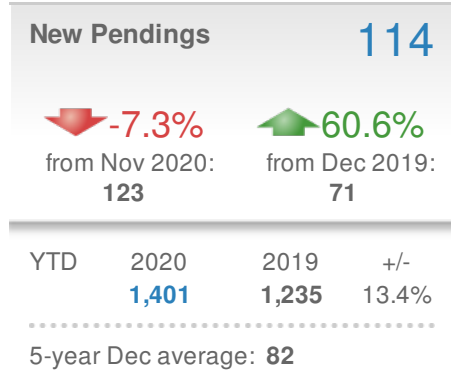 New Pendings 114
-7.3% 60.6%
from Nov 2020: from Dec 2019:
123 71
YTD 2020 2019 +/-
1,401 1,235 13.4%
5-year Dec average: 82